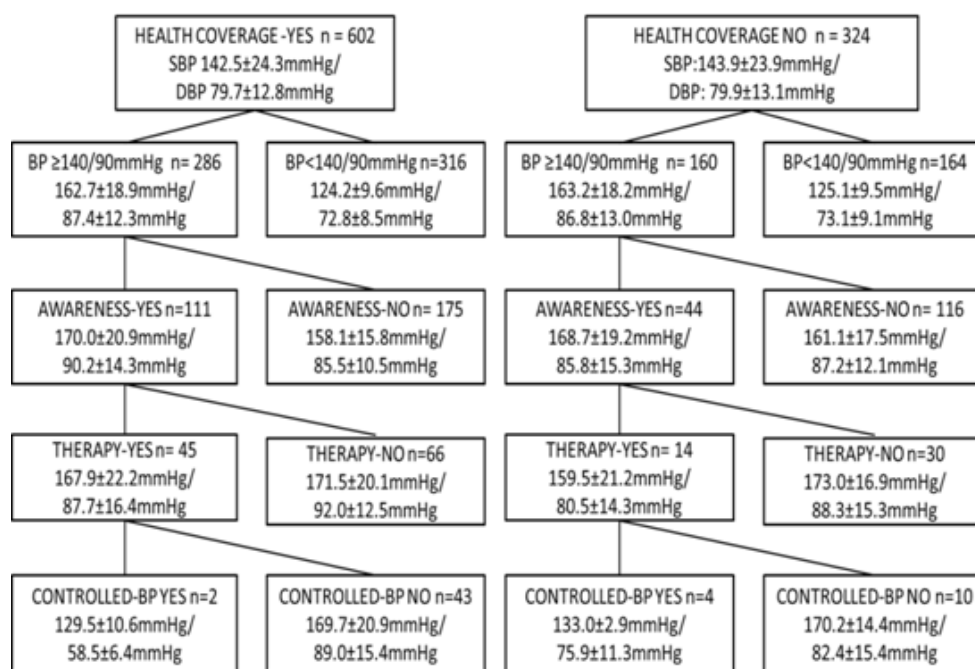 HEALTH COVERAGE -YES n = 602
SBP 142.5±24.3mmHg/
DBP 79.7±12.8mmHg
HEALTH COVERAGE NO n = 324
SBP:143.9±23.9mmHg/
DBP: 79.9±13.1mmHg
BP ≥140/90mmHg n= 286
162.7±18.9mmHg/
87.4±12.3mmHg
BP<140/90mmHg n=316
124.2±9.6mmHg/
72.8±8.5mmHg
BP ≥140/90mmHg n= 160
163.2±18.2mmHg/
86.8±13.0mmHg
BP<140/90mmHg n=164
125.1±9.5mmHg/
73.1±9.1mmHg
AWARENESS-YES n=111
170.0±20.9mmHg/
90.2±14.3mmHg
AWARENESS-NO n= 175
158.1±15.8mmHg/
85.5±10.5mmHg
AWARENESS-YES n=44
168.7±19.2mmHg/
85.8±15.3mmHg
AWARENESS-NO n= 116
161.1±17.5mmHg/
87.2±12.1mmHg
THERAPY-YES n= 45
167.9±22.2mmHg/
87.7±16.4mmHg
THERAPY-NO n=66
171.5±20.1mmHg/
92.0±12.5mmHg
THERAPY-YES n= 14
159.5±21.2mmHg/
80.5±14.3mmHg
THERAPY-NO n=30
173.0±16.9mmHg/
88.3±15.3mmHg
CONTROLLED-BP YES n=2
129.5±10.6mmHg/
58.5±6.4mmHg
CONTROLLED-BP NO n=43
169.7±20.9mmHg/
89.0±15.4mmHg
CONTROLLED-BP YES n=4
133.0±2.9mmHg/
75.9±11.3mmHg
CONTROLLED-BP NO n=10
170.2±14.4mmHg/
82.4±15.4mmHg